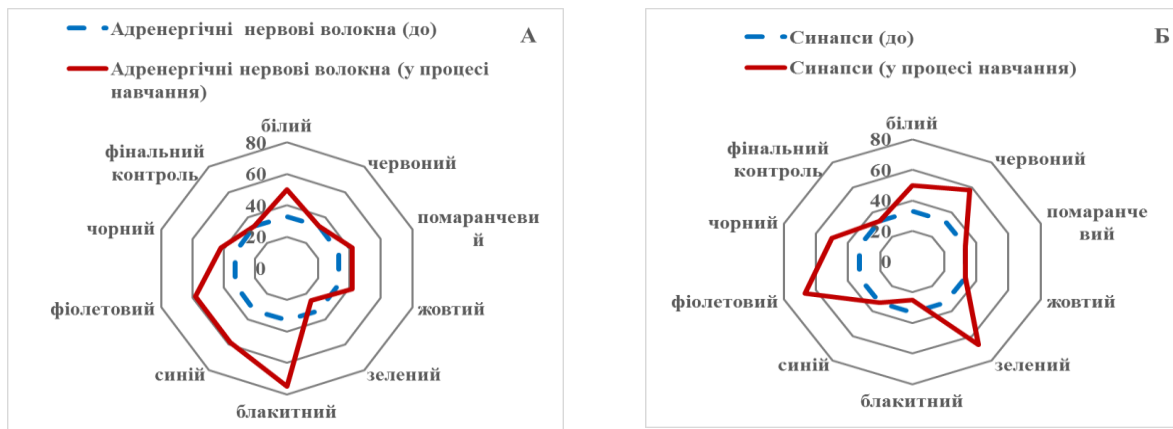 Адренергічні нервові волокна (до)
А
Адренергічні нервові волокна (у процесі
навчання)
білий
80
60
40
20
0
червоний
помаранчеви
й
жовтий
зелений
блакитний
синій
фіолетовий
чорний
фінальний
контроль
Синапси (до)
Б
Синапси (у процесі навчання)
білий
80
60
40
20
0
червоний
помаранче
вий
жовтий
зелений
блакитний
синій
фіолетовий
чорний
фінальний
контроль